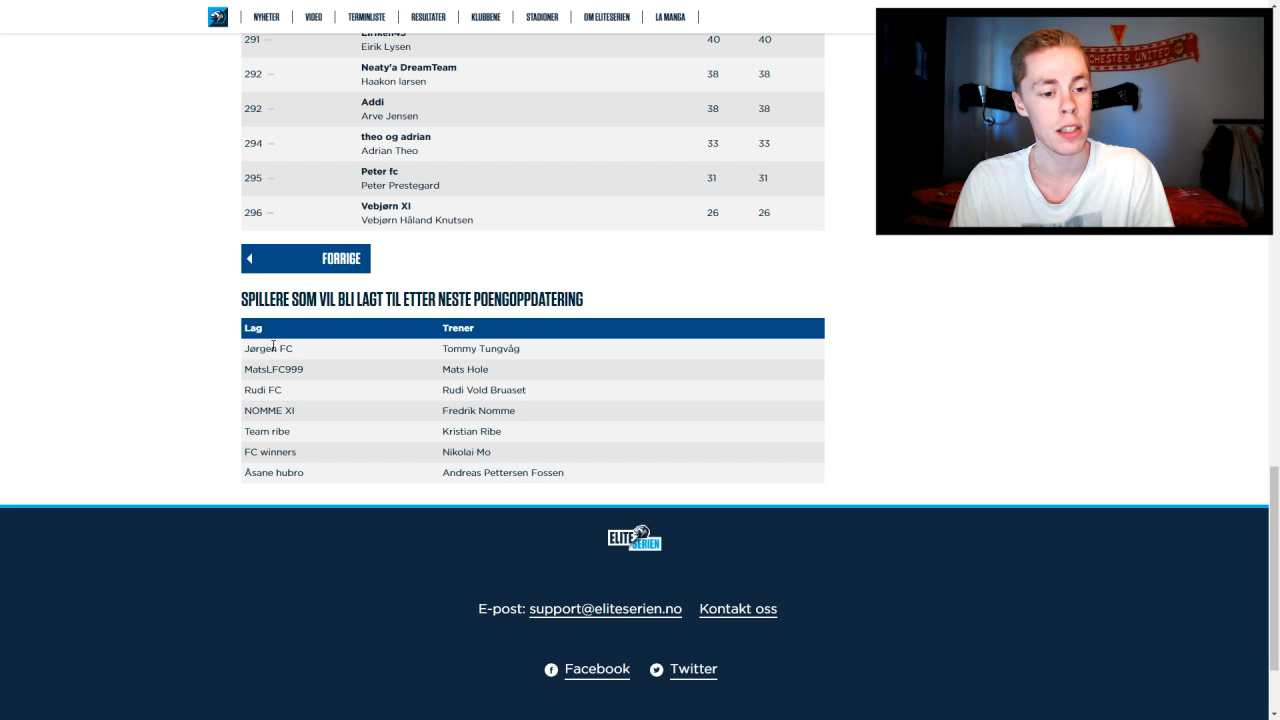 NYHETER
VIDEO
TERMINLISTE
RESULTATER
KLUBBENE
STADIONER
OM ELITESERIEN
LA MANGA
291 Eiriken45 40 40
Eirik Lysen
292 Neaty'a DreamTeam 38 38
Haakon larsen
292 Addi 38 38
Arve Jensen
294 theo og adrian 33 33
Adrian Theo
295 Peter fc 31 31
Peter Prestegard
296 Vebjørn XI 26 26
Vebjørn Håland Knutsen
FORRIGE
SPILLERE SOM VIL BLI LAGT TIL ETTER NESTE POENGOPPDATERING
Lag Trener
Jørgen FC Tommy Tungvåg
MatsLFC999 Mats Hole
Rudi FC Rudi Vold Bruaset
NOMME XI Fredrik Nomme
Team ribe Kristian Ribe
FC winners Nikolai Mo
Åsane hubro Andreas Pettersen Fossen
ELITE
SERIEN
E-post: support@eliteserien.no Kontakt oss
Facebook Twitter
CHESTER UNITED